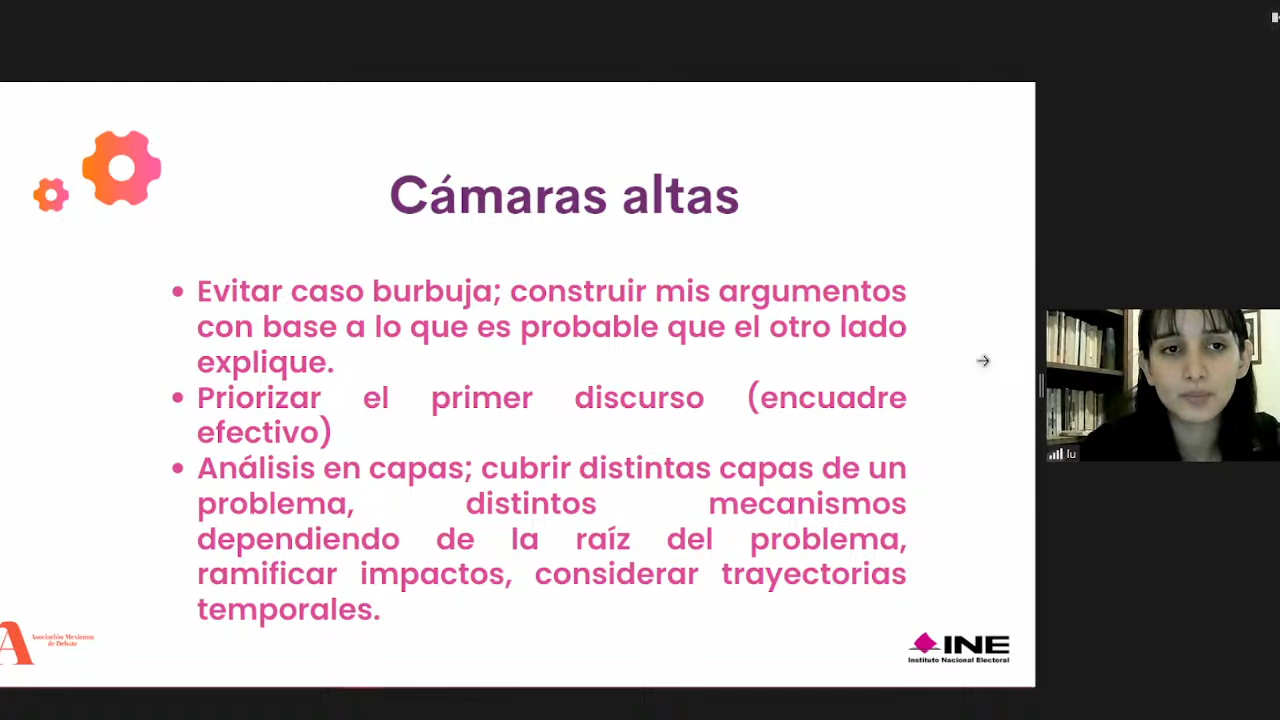 Cámaras altas
• Evitar caso burbuja; construir mis argumentos
con base a lo que es probable que el otro lado
explique.
• Priorizar el primer discurso (encuadre
efectivo)
• Análisis en capas; cubrir distintas capas de un
problema, distintos mecanismos
dependiendo de la raíz del problema,
ramificar impactos, considerar trayectorias
temporales.
A
Asociación Mexicana
de Debate
INE
Instituto Nacional Electoral
lu